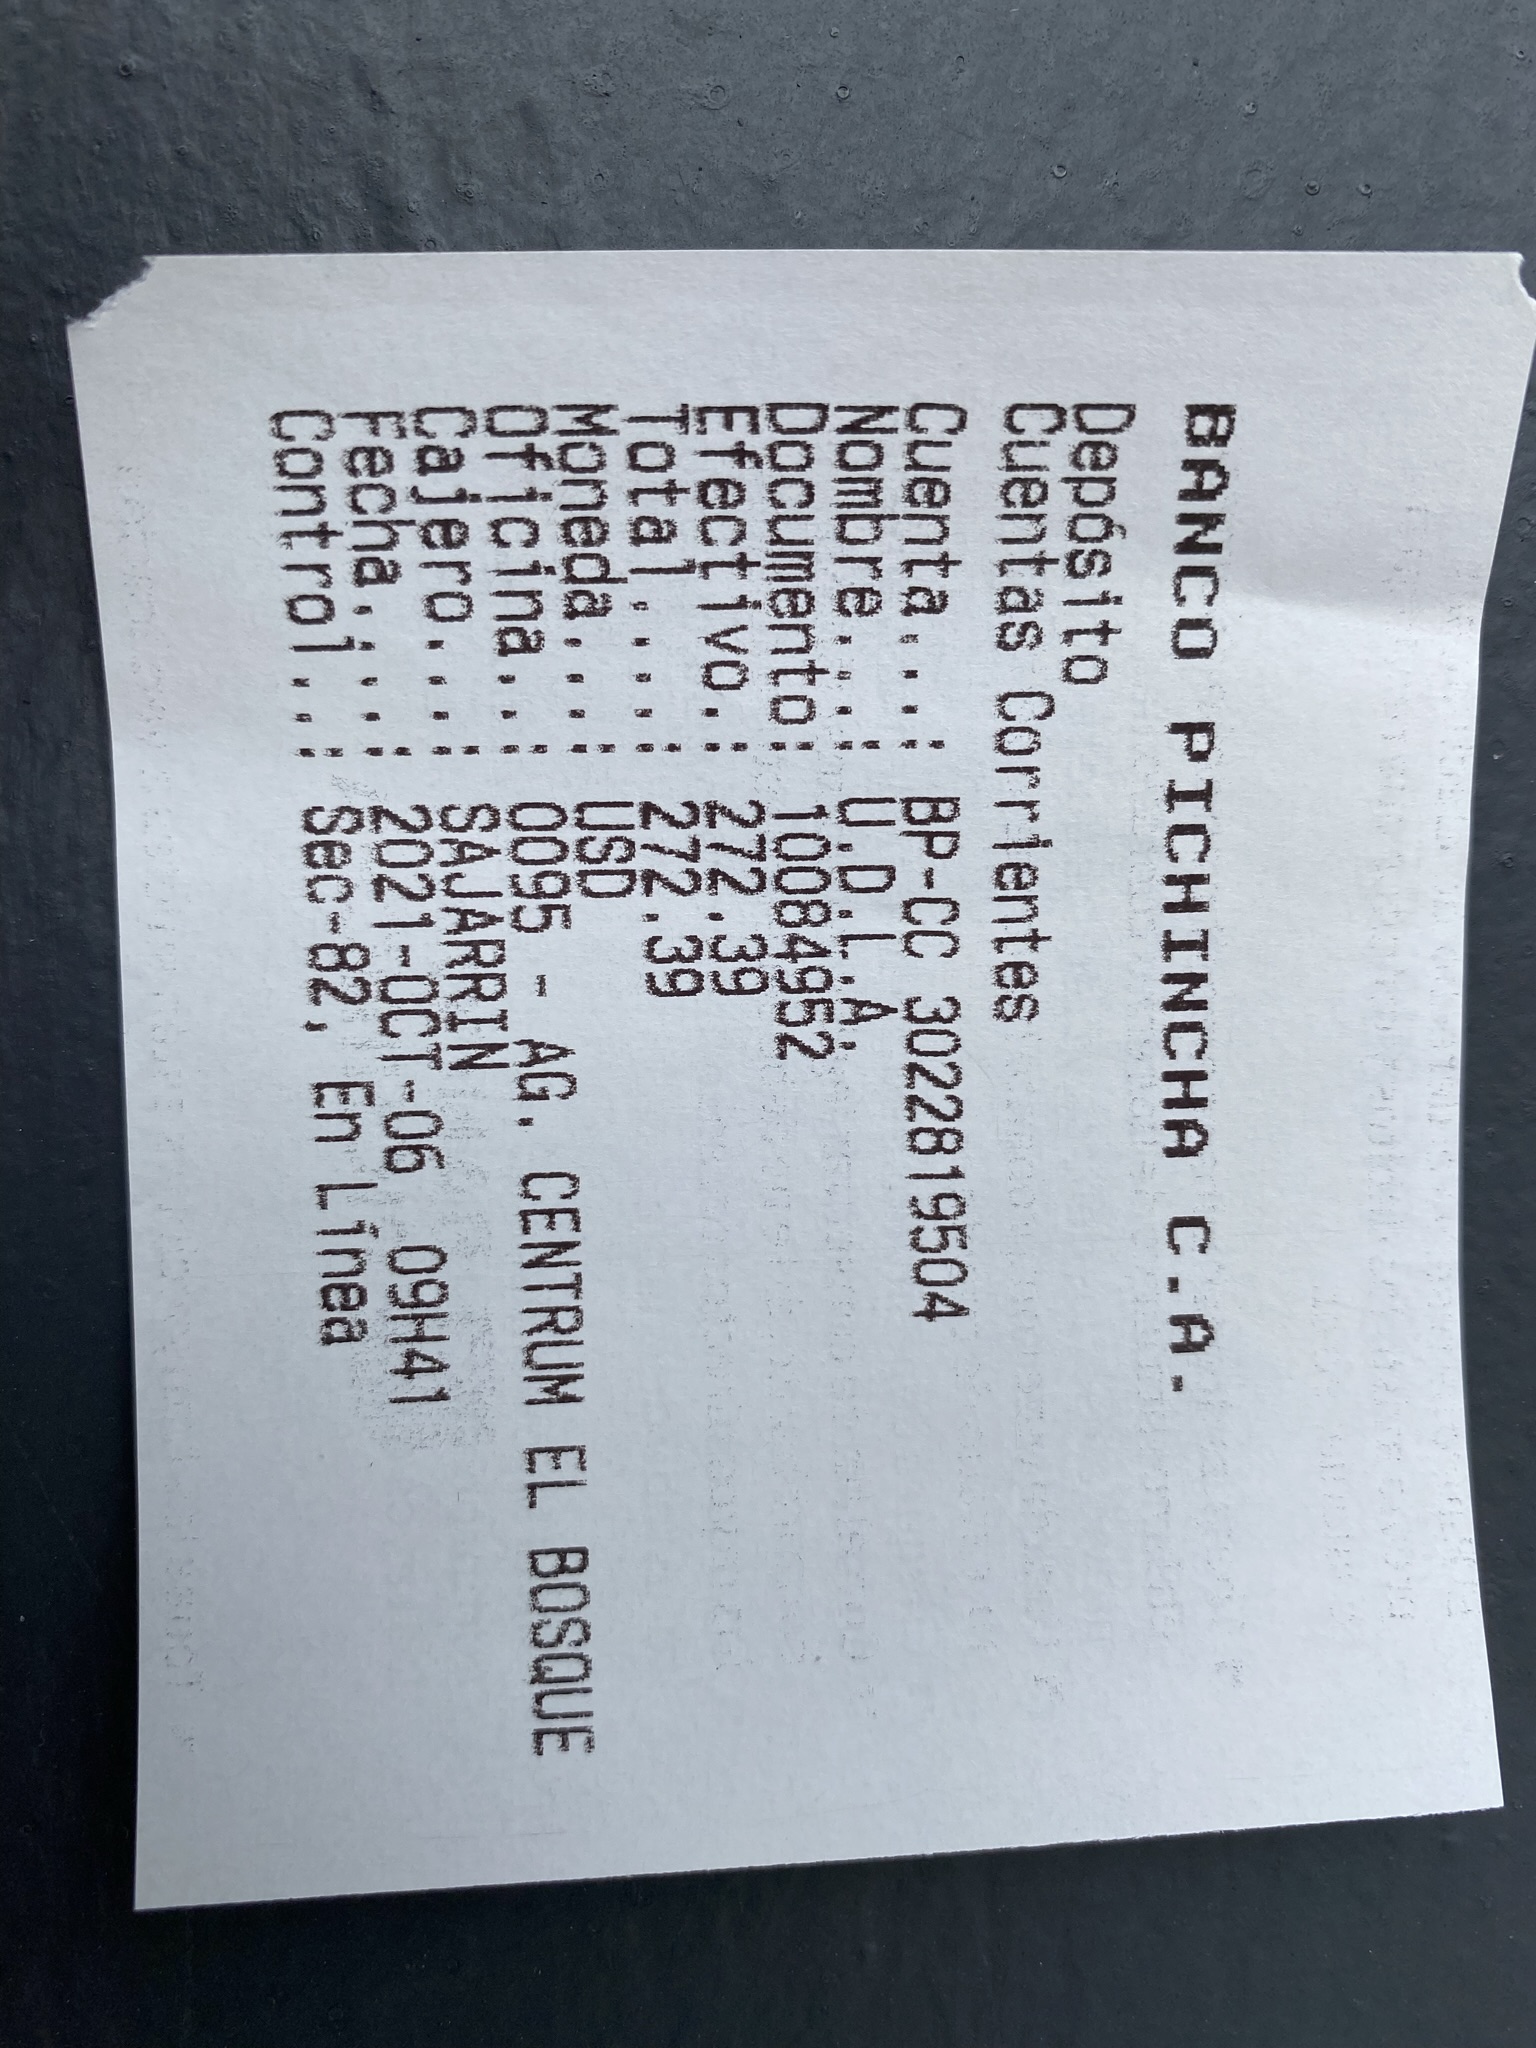 BANCO PICHINCHA C.A.
Depósito
Cuentas Corrientes
Cuenta....: BP-CC 3022819504
Nombre....: U.D.L.A.
Documento.: 10084952
Efectivo..: 272.39
Total.....: 272.39
Moneda....: USD
Oficina...: 0095 - AG. CENTRUM EL BOSQUE
Cajero....: SAJARRIN
Fecha.....: 2021-OCT-06 09H41
Control...: Sec-82, En Línea